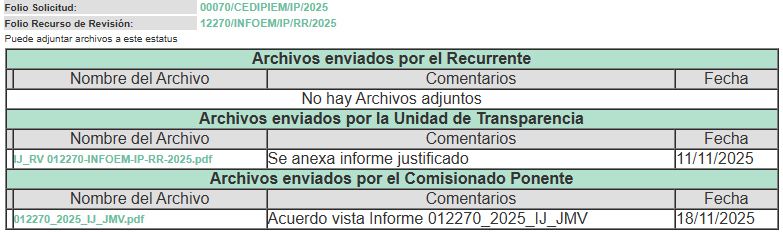 Folio Solicitud: 00070/CEDIPIEM/IP/2025
Folio Recurso de Revisión: 12270/INFOEM/IP/RR/2025
Puede adjuntar archivos a este estatus
Archivos enviados por el Recurrente
Nombre del Archivo Comentarios Fecha
No hay Archivos adjuntos
Archivos enviados por la Unidad de Transparencia
Nombre del Archivo Comentarios Fecha
IJ_RV 012270-INFOEM-IP-RR-2025.pdf Se anexa informe justificado 11/11/2025
Archivos enviados por el Comisionado Ponente
Nombre del Archivo Comentarios Fecha
012270_2025_IJ_JMV.pdf Acuerdo vista Informe 012270_2025_IJ_JMV 18/11/2025